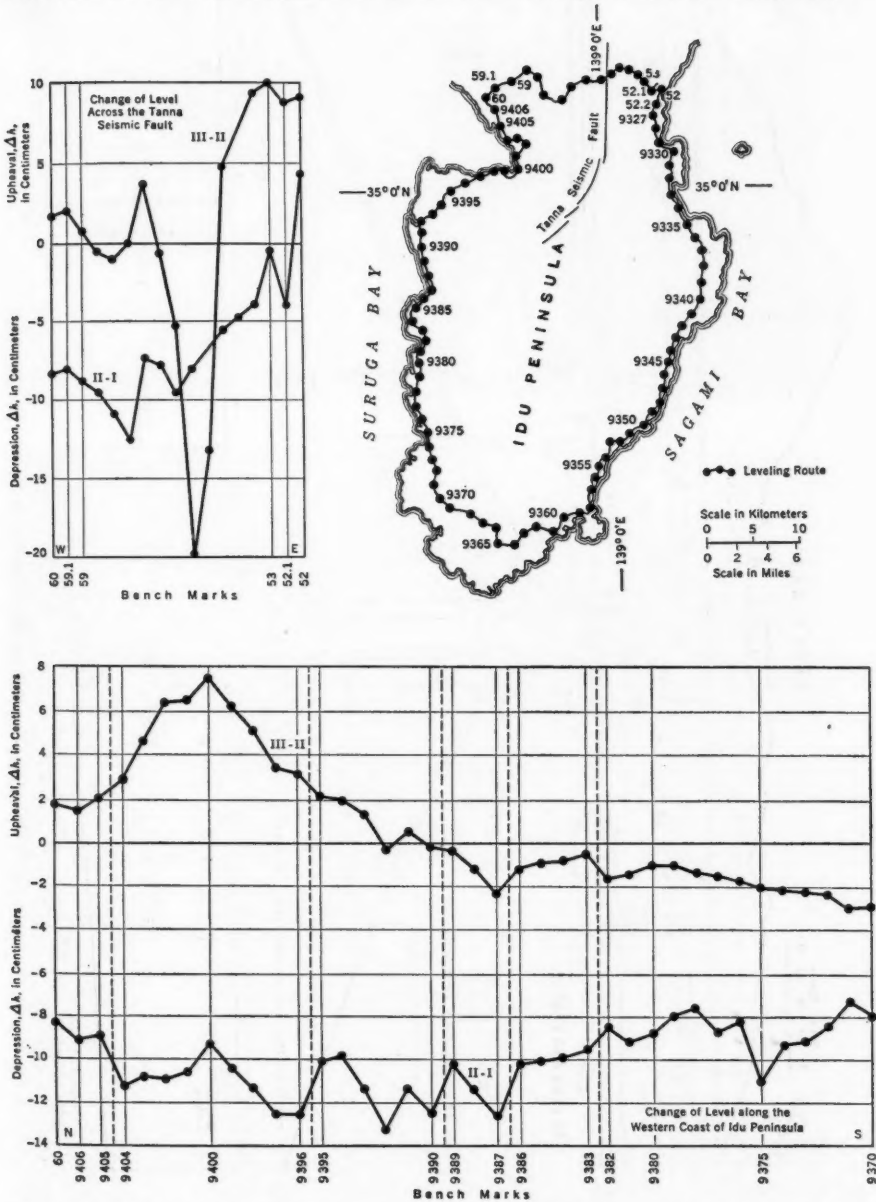 Upheaval, Δh, in Centimeters
Depression, Δh, in Centimeters
10
5
0
-5
-10
-15
-20
Change of Level
Across the Tanna
Seismic Fault
III-II
II-I
W
E
60
59.1
59
53
52.1
52
Bench Marks
139°0'E
59.1
59
60
9406
9405
53
52.1
52
52.2
9327
9330
9400
35°0'N
35°0'N
9395
Tanna Seismic Fault
9335
9390
9340
SURUGA BAY
IDU PENINSULA
SAGAMI BAY
9385
9380
9345
9375
9350
9355
9370
9360
9365
139°0'E
Leveling Route
Scale in Kilometers
0 5 10
0 2 4 6
Scale in Miles
Upheaval, Δh, in Centimeters
Depression, Δh, in Centimeters
8
6
4
2
0
-2
-4
-6
-8
-10
-12
-14
III-II
II-I
N
S
Change of Level along the
Western Coast of Idu Peninsula
60
9406
9405
9404
9400
9396
9395
9390
9389
9387
9386
9383
9382
9380
9375
9370
Bench Marks